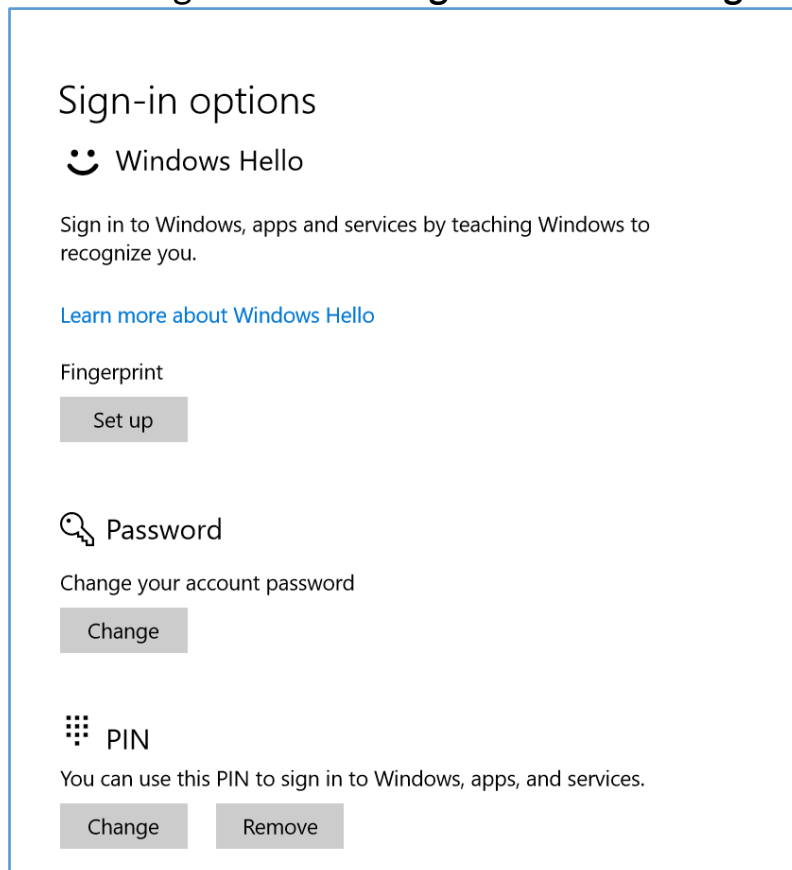 Sign-in options
Windows Hello
Sign in to Windows, apps and services by teaching Windows to
recognize you.
Learn more about Windows Hello
Fingerprint
Set up
Password
Change your account password
Change
PIN
You can use this PIN to sign in to Windows, apps, and services.
Change Remove